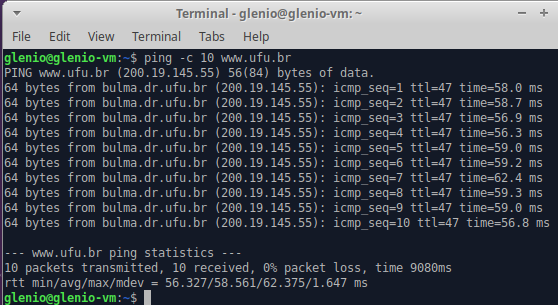 Terminal - glenio@glenio-vm: ~
File Edit View Terminal Tabs Help
glenio@glenio-vm:~$ ping -c 10 www.ufu.br
PING www.ufu.br (200.19.145.55) 56(84) bytes of data.
64 bytes from bulma.dr.ufu.br (200.19.145.55): icmp_seq=1 ttl=47 time=58.0 ms
64 bytes from bulma.dr.ufu.br (200.19.145.55): icmp_seq=2 ttl=47 time=58.7 ms
64 bytes from bulma.dr.ufu.br (200.19.145.55): icmp_seq=3 ttl=47 time=56.9 ms
64 bytes from bulma.dr.ufu.br (200.19.145.55): icmp_seq=4 ttl=47 time=56.3 ms
64 bytes from bulma.dr.ufu.br (200.19.145.55): icmp_seq=5 ttl=47 time=59.0 ms
64 bytes from bulma.dr.ufu.br (200.19.145.55): icmp_seq=6 ttl=47 time=59.2 ms
64 bytes from bulma.dr.ufu.br (200.19.145.55): icmp_seq=7 ttl=47 time=62.4 ms
64 bytes from bulma.dr.ufu.br (200.19.145.55): icmp_seq=8 ttl=47 time=59.3 ms
64 bytes from bulma.dr.ufu.br (200.19.145.55): icmp_seq=9 ttl=47 time=59.0 ms
64 bytes from bulma.dr.ufu.br (200.19.145.55): icmp_seq=10 ttl=47 time=56.8 ms
--- www.ufu.br ping statistics ---
10 packets transmitted, 10 received, 0% packet loss, time 9080ms
rtt min/avg/max/mdev = 56.327/58.561/62.375/1.647 ms
glenio@glenio-vm:~$